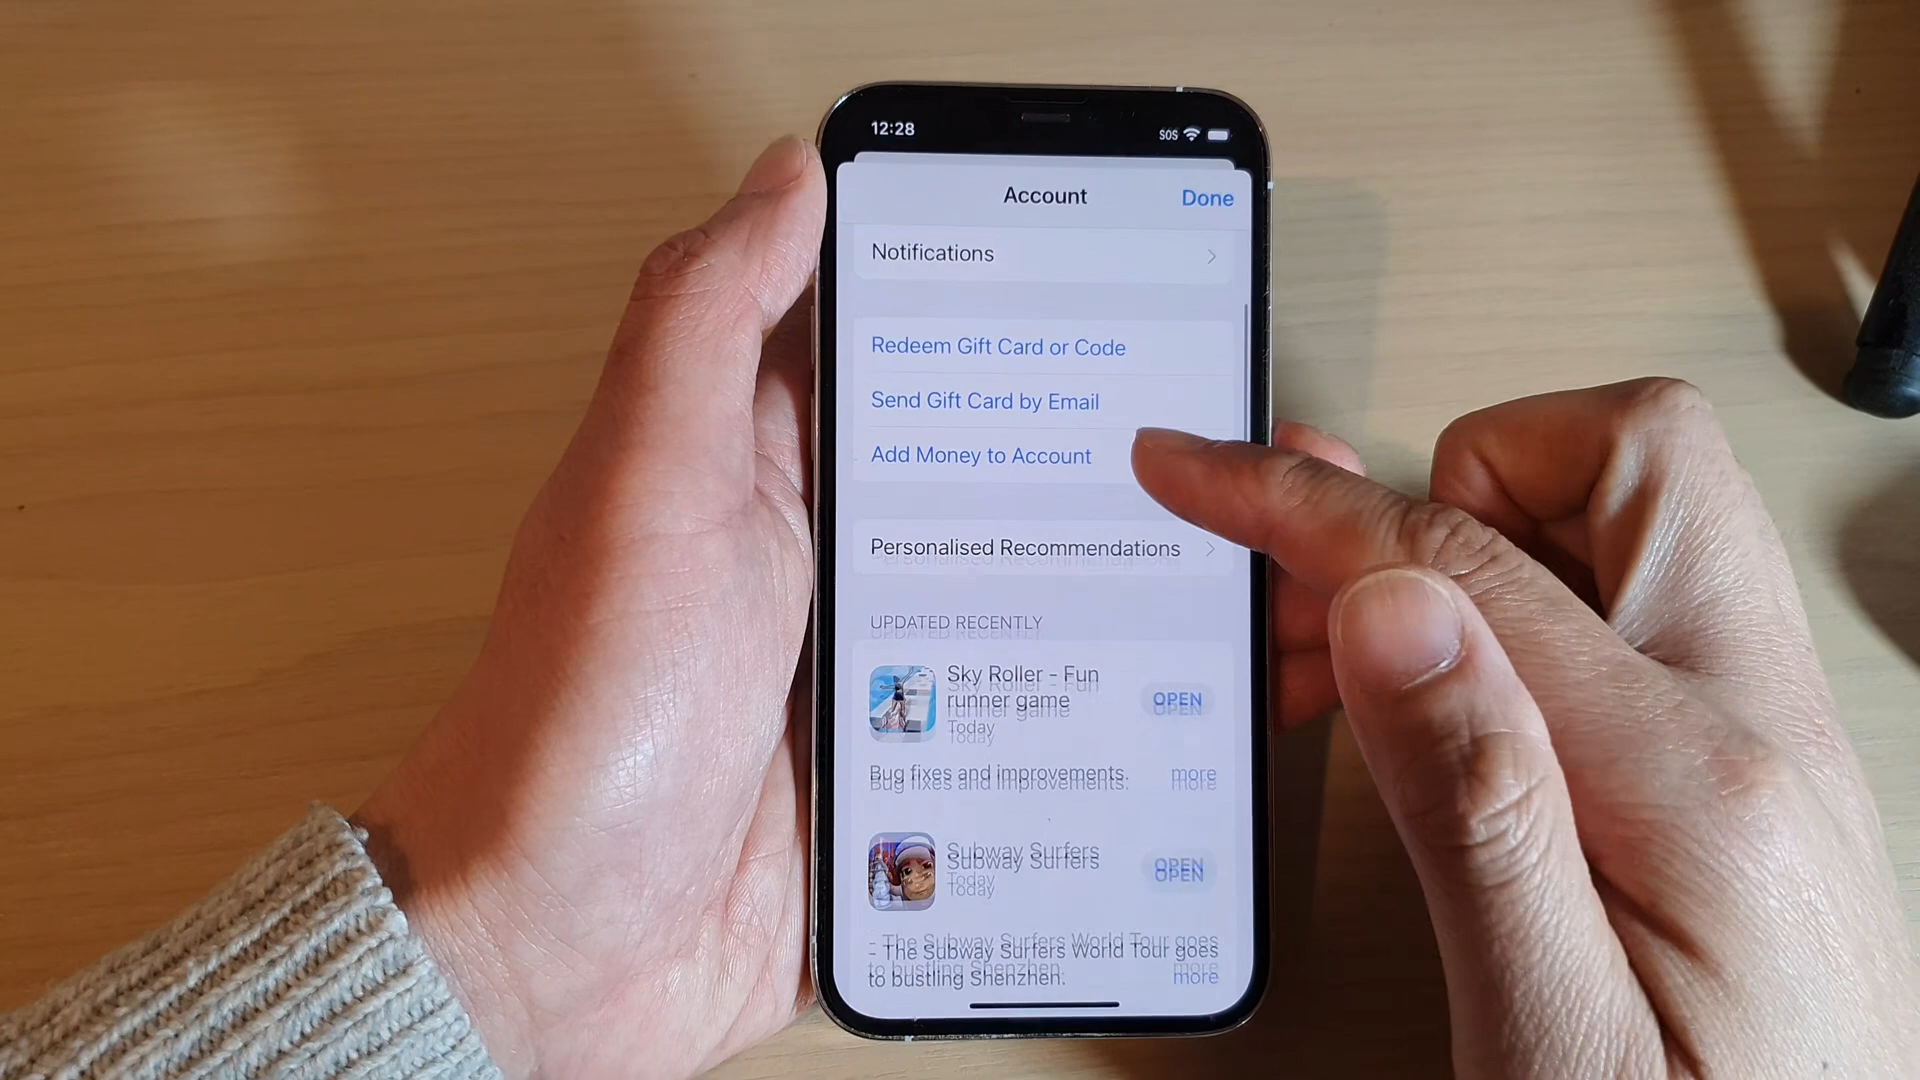 12:28
SOS
Account
Done
Notifications
Redeem Gift Card or Code
Send Gift Card by Email
Add Money to Account
Personalised Recommendations
UPDATED RECENTLY
Sky Roller - Fun
runner game
Today
OPEN
Bug fixes and improvements.
more
Subway Surfers
Today
OPEN
- The Subway Surfers World Tour goes
to bustling Shenzhen.
more